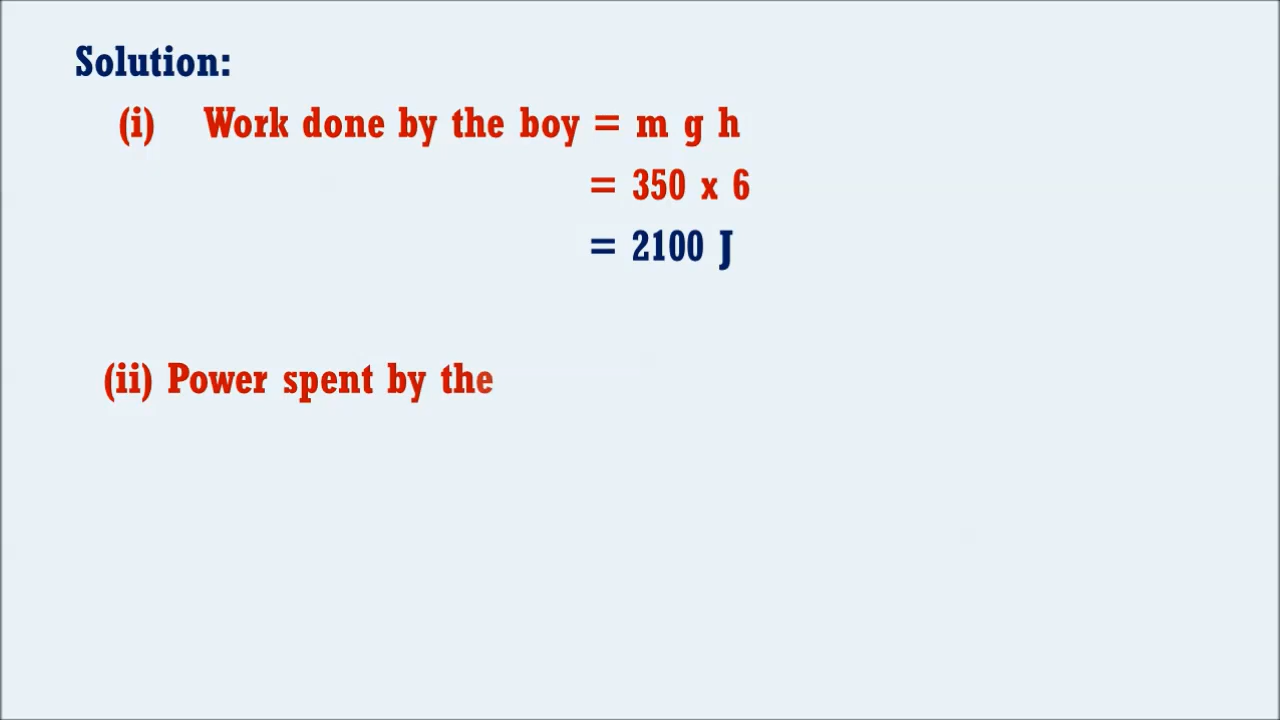 Solution:
(i) Work done by the boy = m g h
= 350 x 6
= 2100 J
(ii) Power spent by the